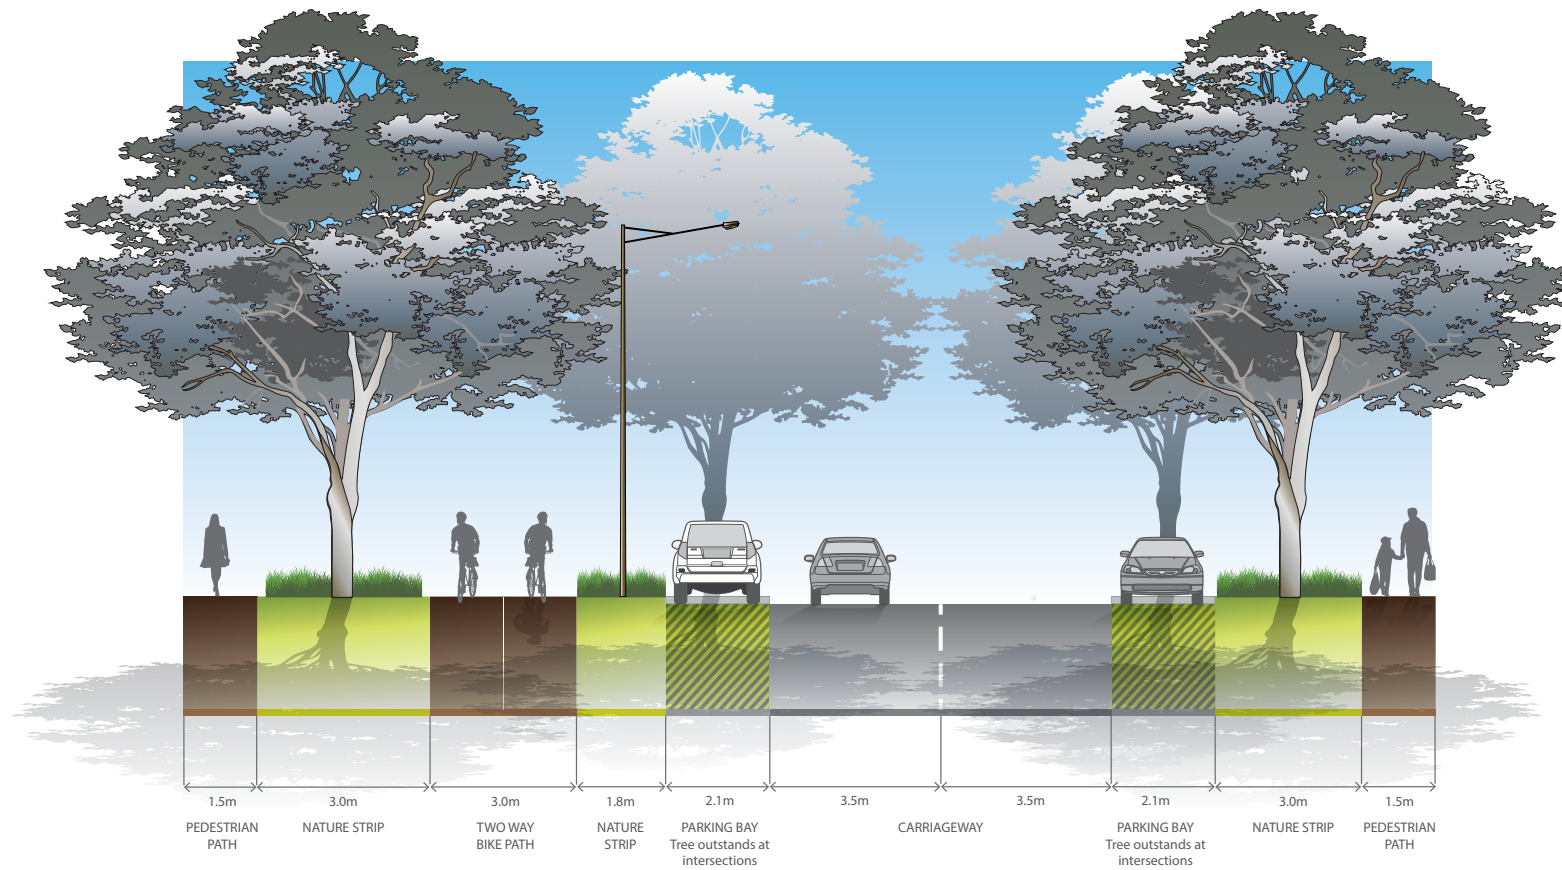 1.5m 3.0m 3.0m 1.8m 2.1m 3.5m 3.5m 2.1m 3.0m 1.5m
PEDESTRIAN
PATH
NATURE STRIP
TWO WAY
BIKE PATH
NATURE
STRIP
PARKING BAY
Tree outstands at
intersections
CARRIAGEWAY
PARKING BAY
Tree outstands at
intersections
NATURE STRIP
PEDESTRIAN
PATH